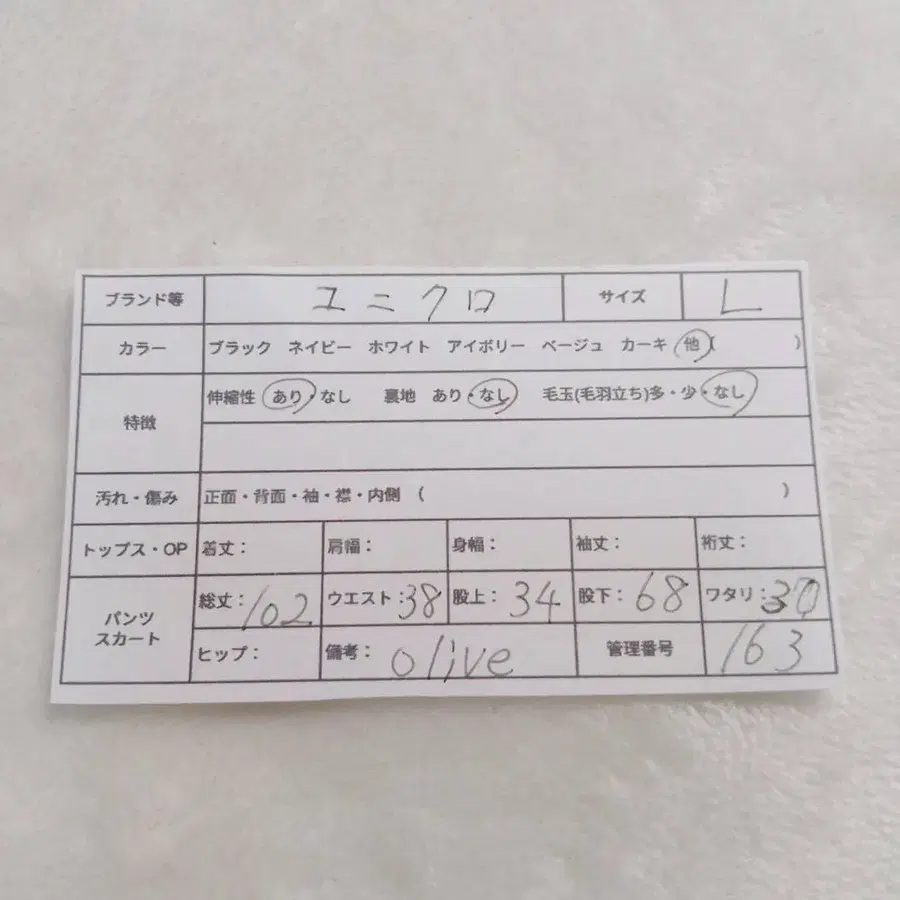 ブランド等 ユニクロ サイズ L
カラー ブラック ネイビー ホワイト アイボリー ベージュ カーキ 他( )
特徴 伸縮性 あり・なし 裏地 あり・なし 毛玉(毛羽立ち)多・少・なし
汚れ・傷み 正面・背面・袖・襟・内側 ( )
トップス・OP 着丈: 肩幅: 身幅: 袖丈: 裄丈:
パンツ スカート 総丈:102 ウエスト:38 股上:34 股下:68 ワタリ:30
ヒップ: 備考: olive 管理番号 163